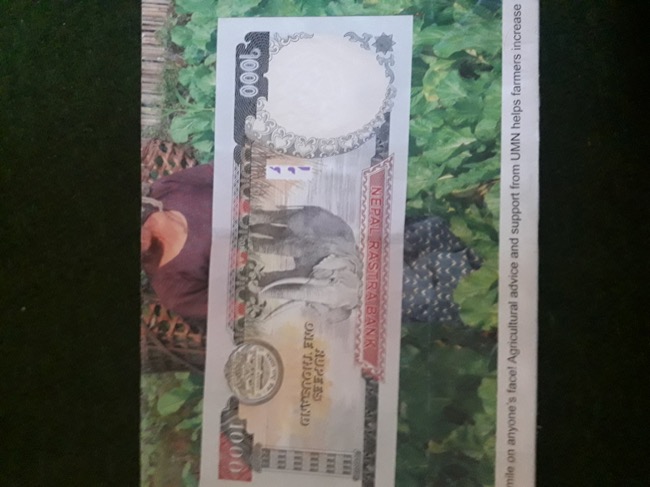 NEPAL RASTRA BANK
RUPEES
ONE THOUSAND
1000
1000
mile on anyone's face! Agricultural advice and support from UMN helps farmers increase